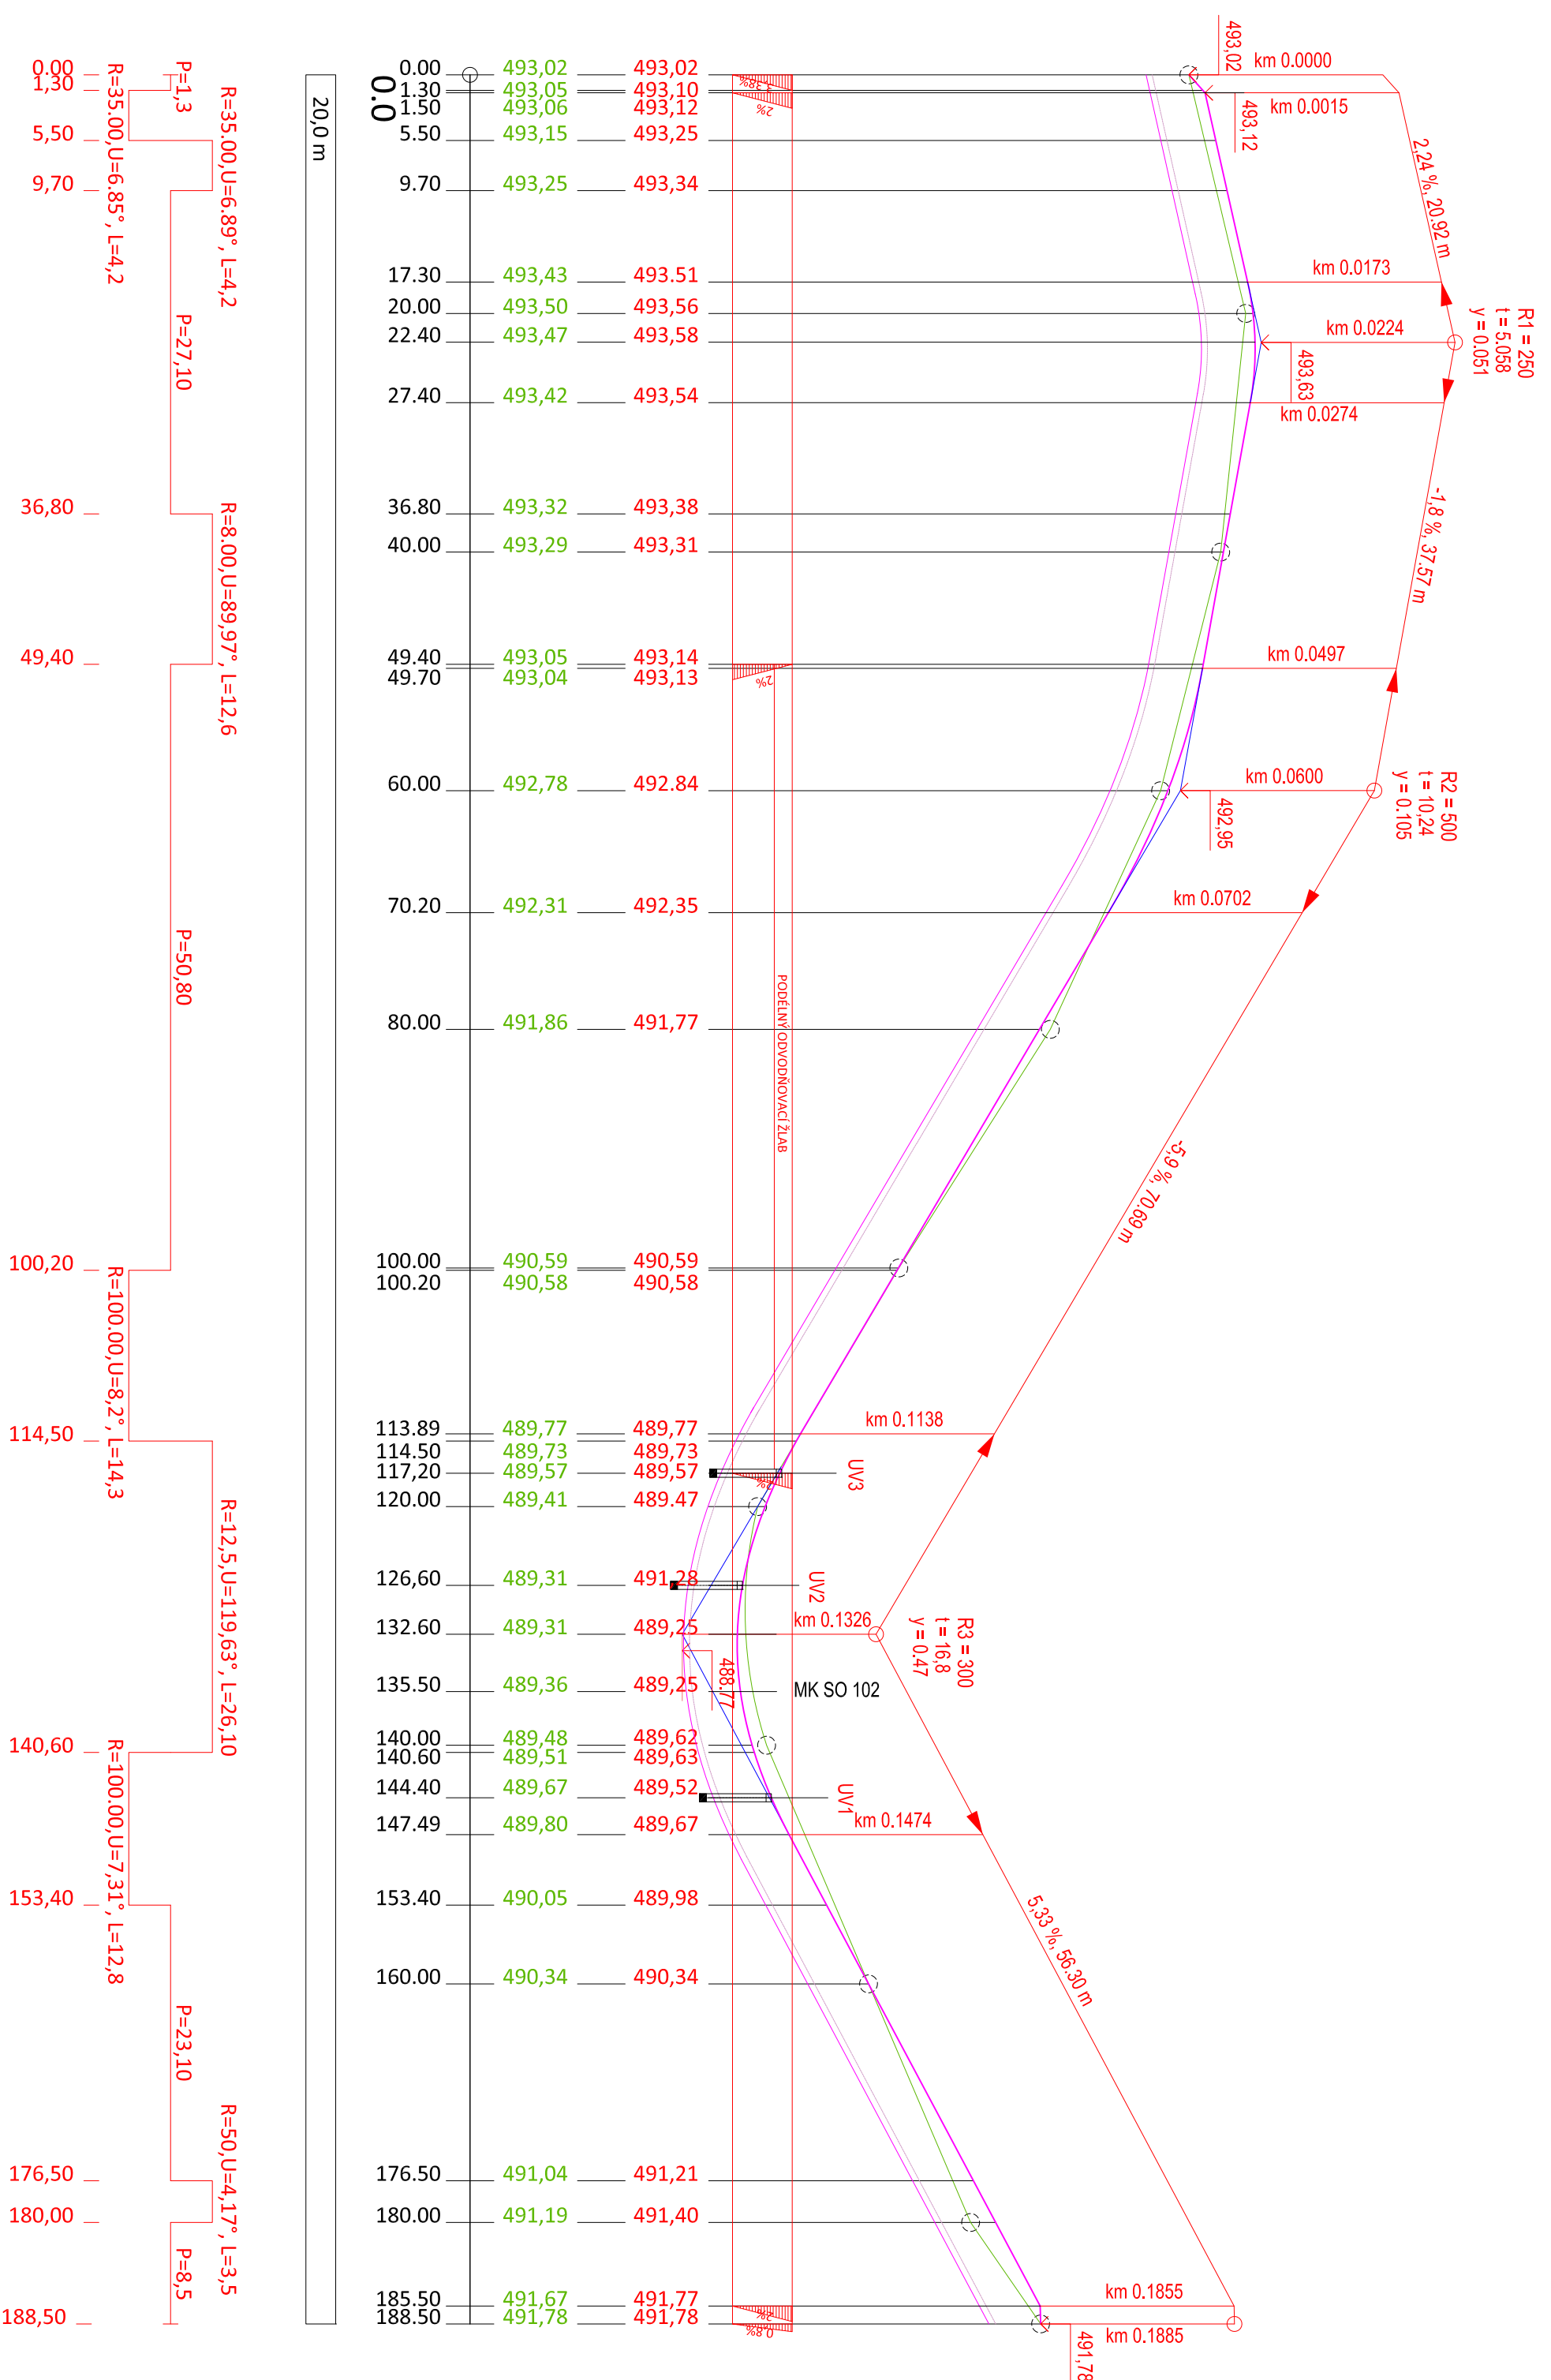 493,02
km 0.0000
493,12
km 0.0015
2,24 %, 20.92 m
km 0.0173
R1 = 250
t = 5.058
y = 0.051
km 0.0224
493,63
km 0.0274
-1,8 %, 37.57 m
km 0.0497
R2 = 500
t = 10,24
y = 0.105
km 0.0600
492,95
km 0.0702
-5,9 %, 70.69 m
km 0.1138
R3 = 300
t = 16,8
y = 0.47
km 0.1326
488.77
MK SO 102
km 0.1474
5,33 %, 56.30 m
km 0.1855
km 0.1885
491,78
UV3
UV2
UV1
PODÉLNÝ ODVODŇOVACÍ ŽLAB
3,38%
2%
2%
2%
2%
0,8%
0.00 493,02 493,02
1.30 493,05 493,10
1.50 493,06 493,12
5.50 493,15 493,25
9.70 493,25 493,34
17.30 493,43 493.51
20.00 493,50 493,56
22.40 493,47 493,58
27.40 493,42 493,54
36.80 493,32 493,38
40.00 493,29 493,31
49.40 493,05 493,14
49.70 493,04 493,13
60.00 492,78 492.84
70.20 492,31 492,35
80.00 491,86 491,77
100.00 490,59 490,59
100.20 490,58 490,58
113.89 489,77 489,77
114.50 489,73 489,73
117,20 489,57 489,57
120.00 489,41 489.47
126,60 489,31 491,28
132.60 489,31 489,25
135.50 489,36 489,25
140.00 489,48 489,62
140.60 489,51 489,63
144.40 489,67 489,52
147.49 489,80 489,67
153.40 490,05 489,98
160.00 490,34 490,34
176.50 491,04 491,21
180.00 491,19 491,40
185.50 491,67 491,77
188.50 491,78 491,78
0.0
20,0 m
0.00
1,30
5,50
9,70
36,80
49,40
100,20
114,50
140,60
153,40
176,50
180,00
188,50
P=1,3
R=35.00,U=6.85°, L=4,2
R=35.00,U=6.89°, L=4,2
P=27,10
R=8.00,U=89,97°, L=12,6
P=50,80
R=100.00,U=8,2°, L=14,3
R=12,5,U=119,63°, L=26,10
R=100.00,U=7,31°, L=12,8
P=23,10
R=50,U=4,17°, L=3,5
P=8,5